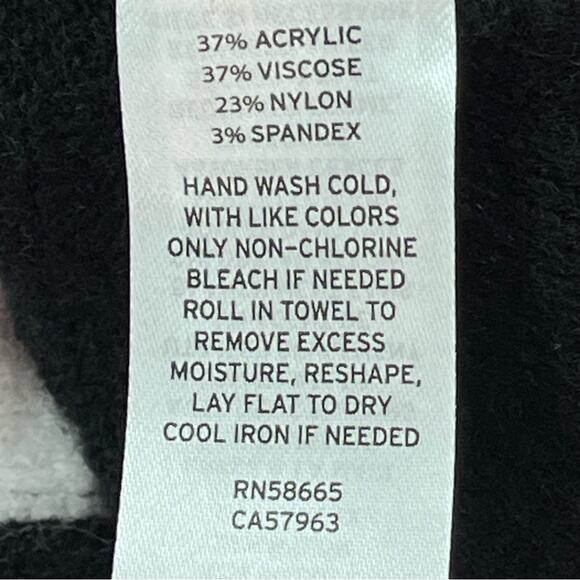 37% ACRYLIC
37% VISCOSE
23% NYLON
3% SPANDEX
HAND WASH COLD,
WITH LIKE COLORS
ONLY NON-CHLORINE
BLEACH IF NEEDED
ROLL IN TOWEL TO
REMOVE EXCESS
MOISTURE, RESHAPE,
LAY FLAT TO DRY
COOL IRON IF NEEDED
RN58665
CA57963